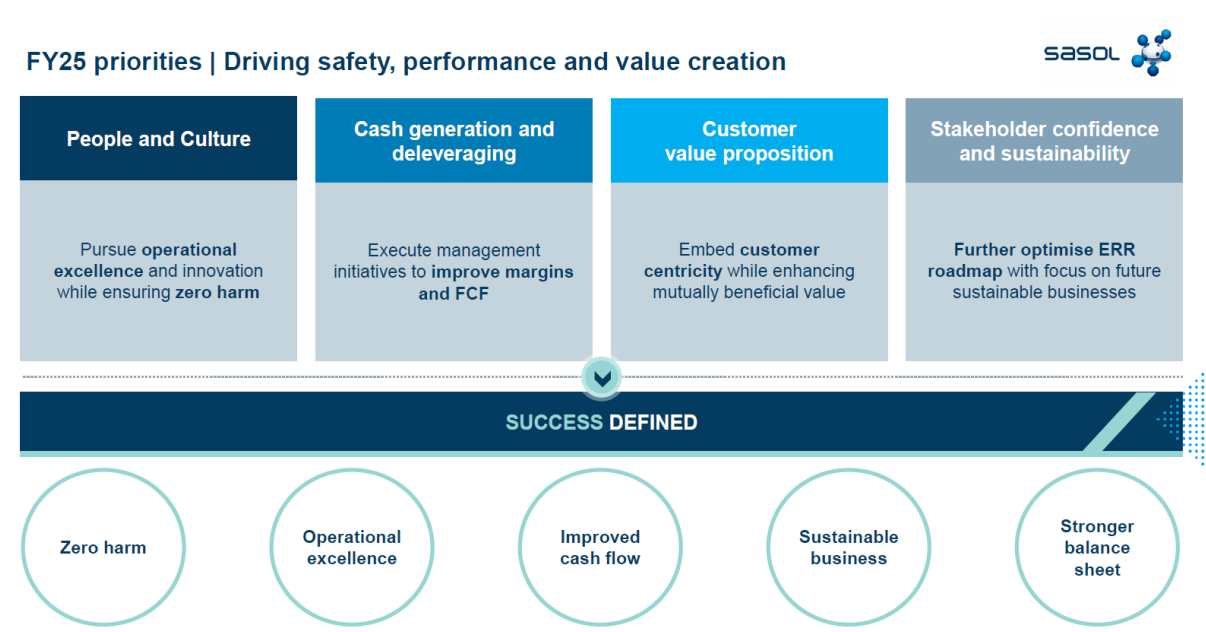 FY25 priorities | Driving safety, performance and value creation
sasol
People and Culture
Pursue operational
excellence and innovation
while ensuring zero harm
Cash generation and
deleveraging
Execute management
initiatives to improve margins
and FCF
Customer
value proposition
Embed customer
centricity while enhancing
mutually beneficial value
Stakeholder confidence
and sustainability
Further optimise ERR
roadmap with focus on future
sustainable businesses
SUCCESS DEFINED
Zero harm
Operational
excellence
Improved
cash flow
Sustainable
business
Stronger
balance
sheet